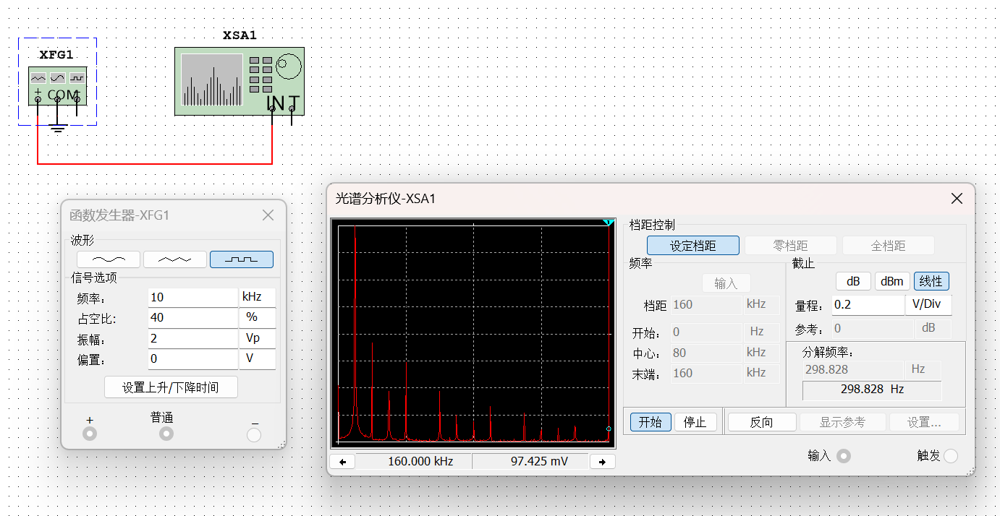 XSA1
XFG1
+ COM -
IN T
函数发生器-XFG1
波形
信号选项
频率： 10 kHz
占空比: 40 %
振幅： 2 Vp
偏置： 0 V
设置上升/下降时间
+ 普通 −
光谱分析仪-XSA1
160.000 kHz 97.425 mV
档距控制
设定档距 零档距 全档距
频率
输入
档距 160 kHz
开始： 0 Hz
中心： 80 kHz
末端： 160 kHz
截止
dB dBm 线性
量程： 0.2 V/Div
参考： 0 dB
分解频率：
298.828 Hz
298.828 Hz
开始 停止 反向 显示参考 设置...
输入 触发